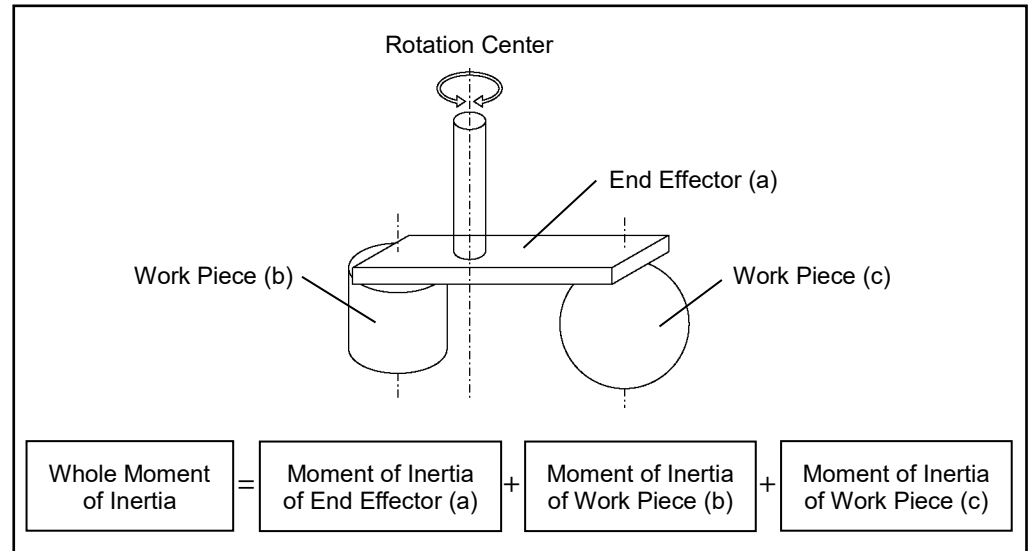 Rotation Center
End Effector (a)
Work Piece (b)
Work Piece (c)
Whole Moment
of Inertia
=
Moment of Inertia
of End Effector (a)
+
Moment of Inertia
of Work Piece (b)
+
Moment of Inertia
of Work Piece (c)